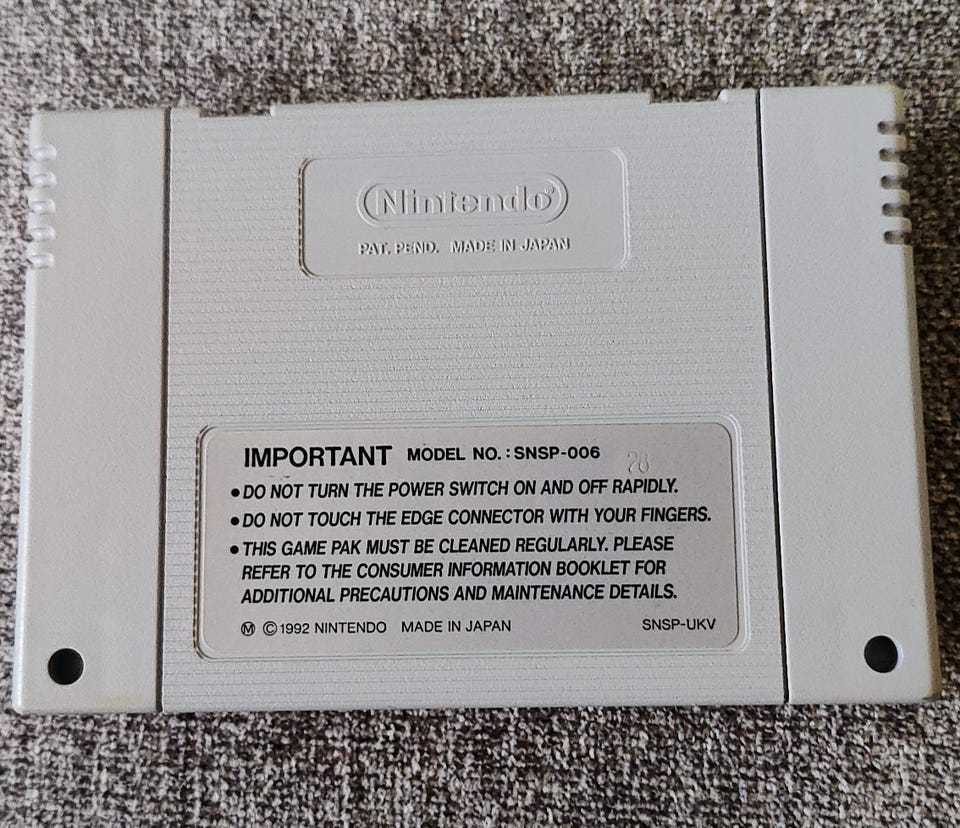 Nintendo®
PAT. PEND. MADE IN JAPAN
IMPORTANT MODEL NO. : SNSP-006
28
●DO NOT TURN THE POWER SWITCH ON AND OFF RAPIDLY.
●DO NOT TOUCH THE EDGE CONNECTOR WITH YOUR FINGERS.
●THIS GAME PAK MUST BE CLEANED REGULARLY. PLEASE
REFER TO THE CONSUMER INFORMATION BOOKLET FOR
ADDITIONAL PRECAUTIONS AND MAINTENANCE DETAILS.
Ⓜ ©1992 NINTENDO MADE IN JAPAN SNSP-UKV